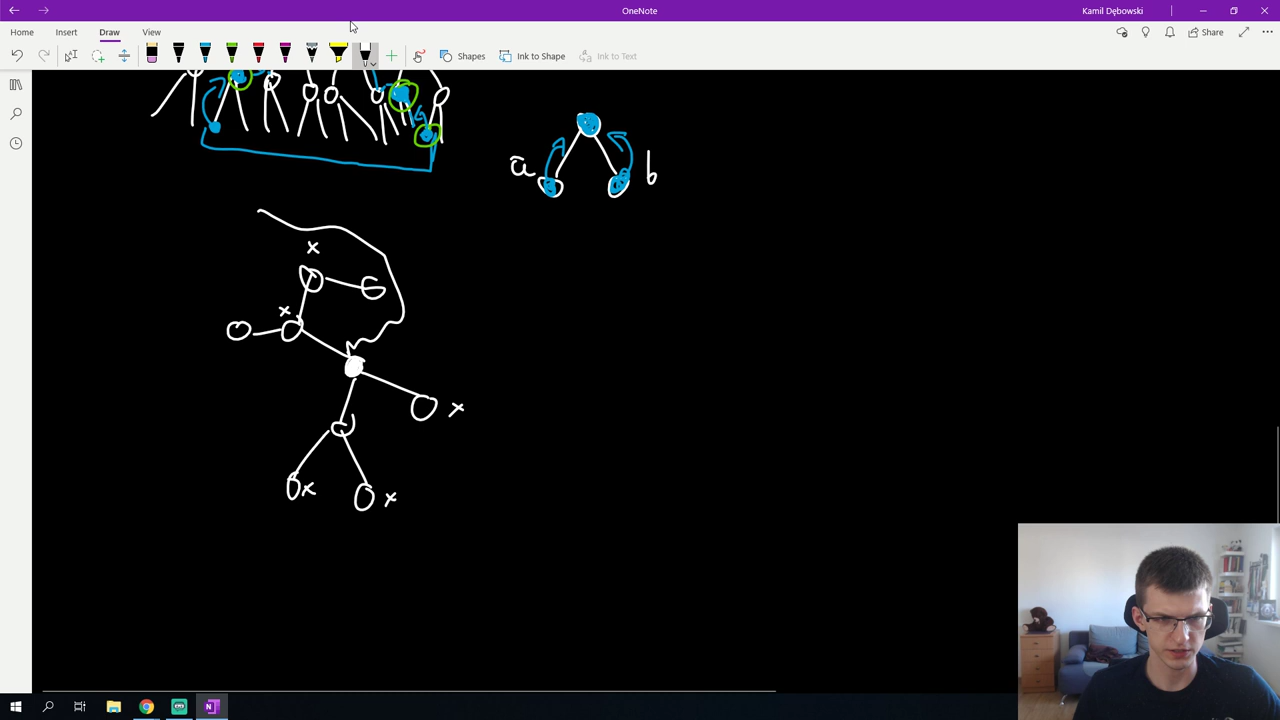 OneNote
Kamil Dębowski
Home Insert Draw View
Share
Shapes Ink to Shape Ink to Text
a b
x
x
x
x x